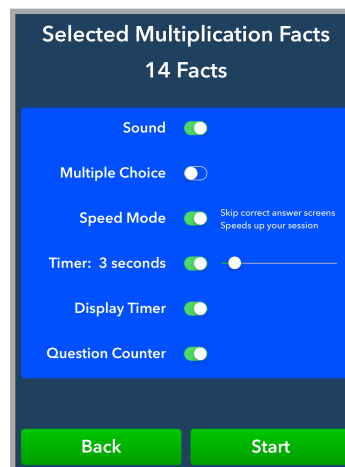 Selected Multiplication Facts
14 Facts
Sound
Multiple Choice
Speed Mode
Skip correct answer screens
Speeds up your session
Timer: 3 seconds
Display Timer
Question Counter
Back
Start